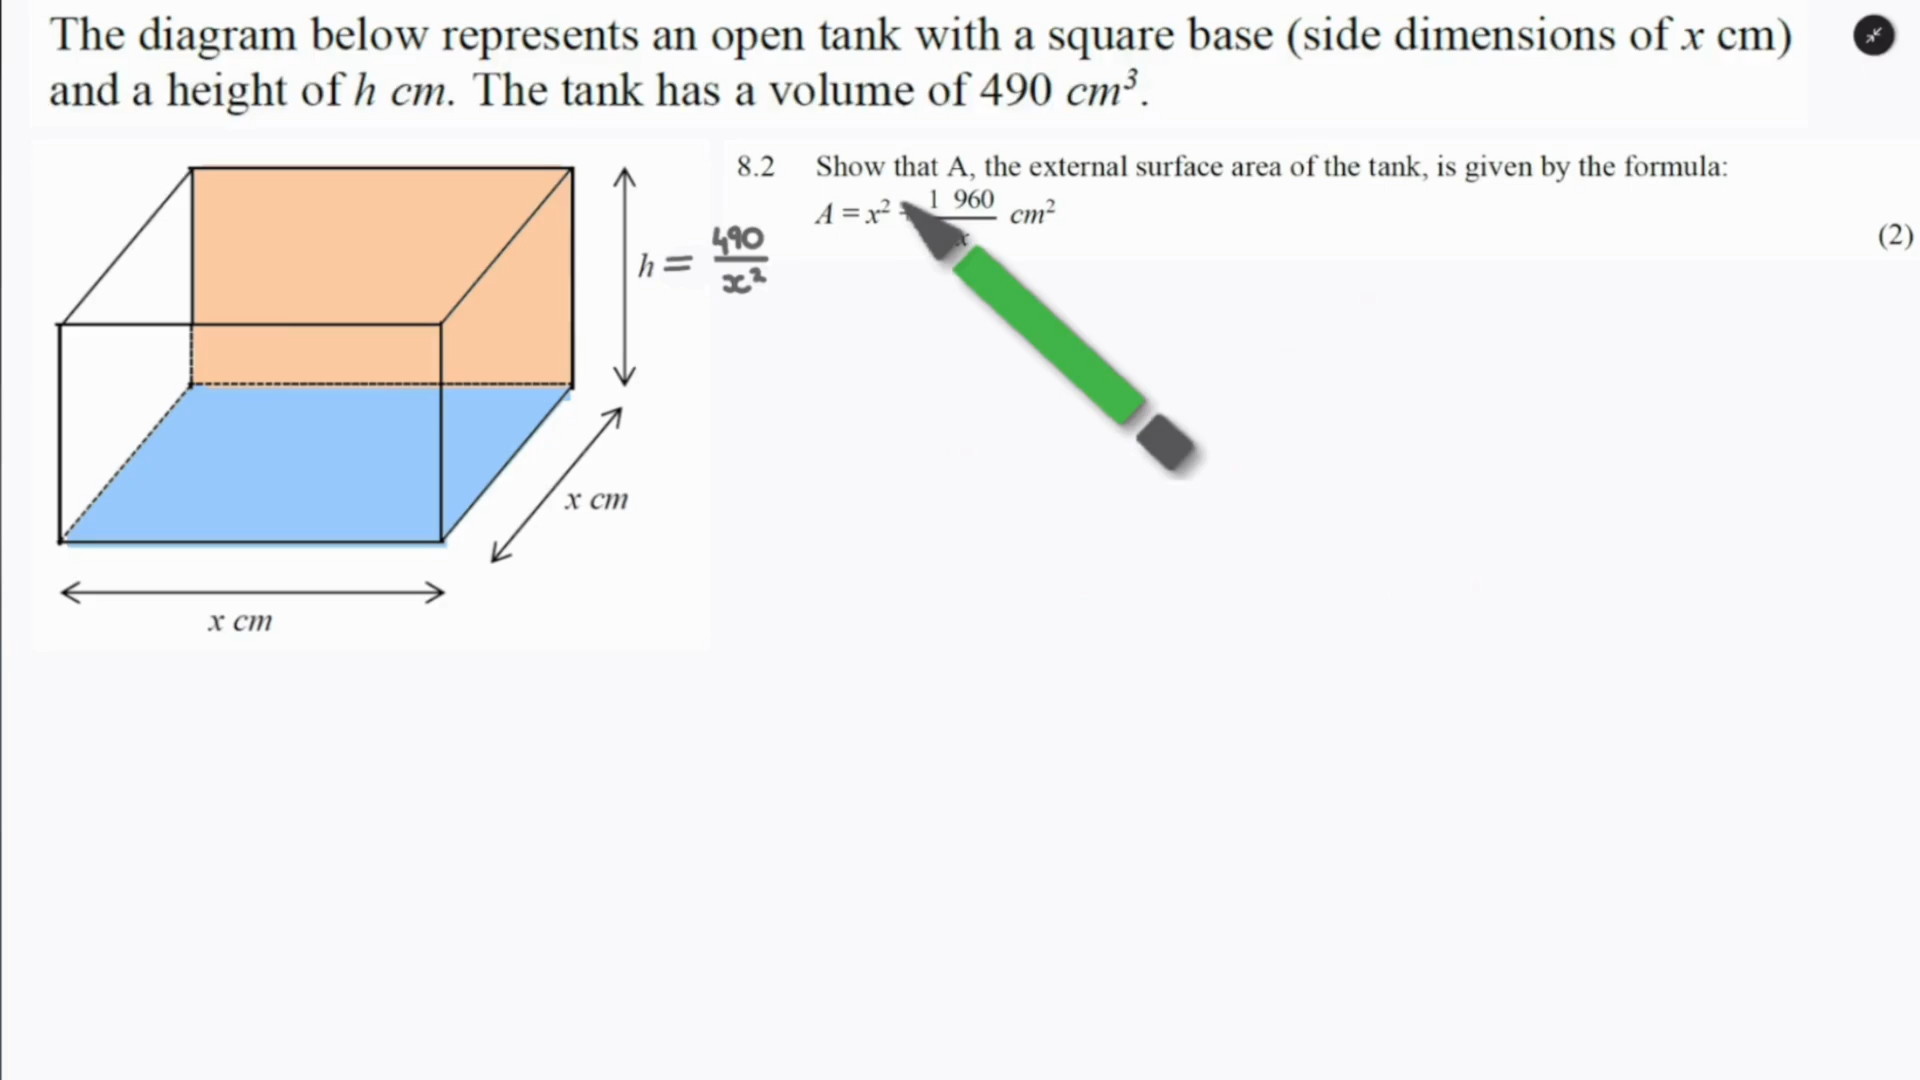 The diagram below represents an open tank with a square base (side dimensions of x cm)
and a height of h cm. The tank has a volume of 490 cm³.
8.2 Show that A, the external surface area of the tank, is given by the formula:
A = x² 1 960 / x cm²
(2)
h = 490 / x²
x cm
x cm